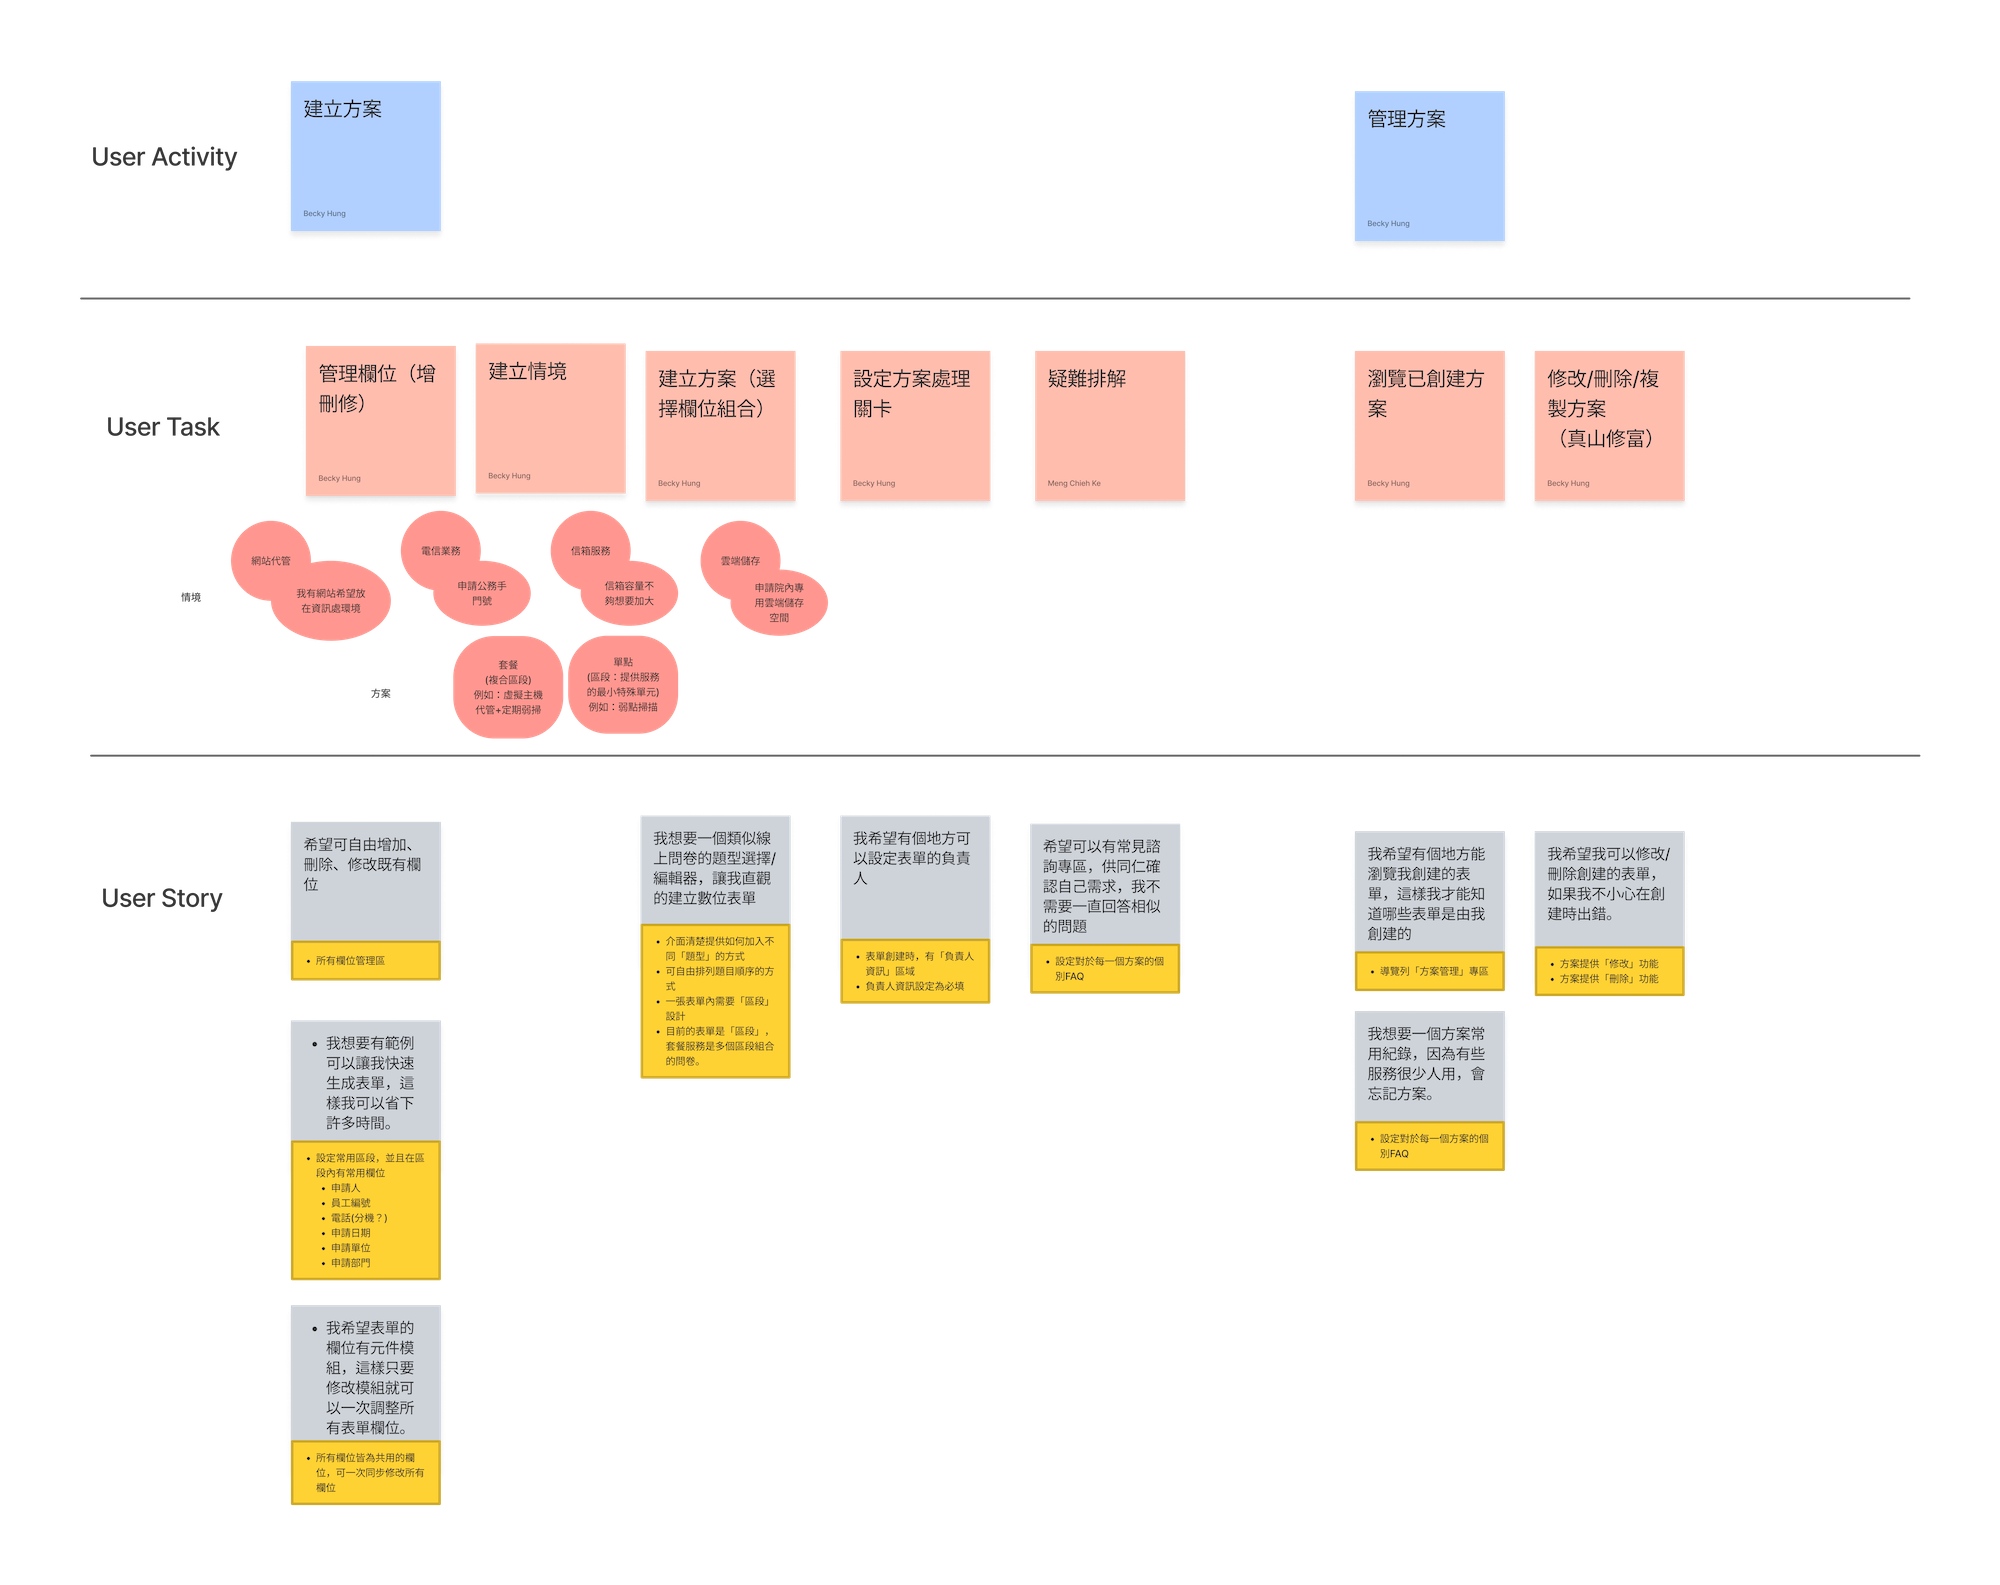 User Activity
建立方案
Becky Hung
管理方案
Becky Hung
User Task
管理欄位（增
刪修）
Becky Hung
建立情境
Becky Hung
建立方案（選
擇欄位組合）
Becky Hung
設定方案處理
關卡
Becky Hung
疑難排解
Meng Chieh Ke
瀏覽已創建方
案
Becky Hung
修改/刪除/複
製方案
（真山修富）
Becky Hung
情境
網站代管
我有網站希望放
在資訊處環境
電信業務
申請公務手
門號
信箱服務
信箱容量不
夠想要加大
雲端儲存
申請院內專
用雲端儲存
空間
方案
套餐
(複合區段)
例如：虛擬主機
代管+定期弱掃
單點
(區段：提供服務
的最小特殊單元)
例如：弱點掃描
User Story
希望可自由增加、
刪除、修改既有欄
位
• 所有欄位管理區
• 我想要有範例
可以讓我快速
生成表單，這
樣我可以省下
許多時間。
• 設定常用區段，並且在區
段內有常用欄位
• 申請人
• 員工編號
• 電話(分機？)
• 申請日期
• 申請單位
• 申請部門
• 我希望表單的
欄位有元件模
組，這樣只要
修改模組就可
以一次調整所
有表單欄位。
• 所有欄位皆為共用的欄
位，可一次同步修改所有
欄位
我想要一個類似線
上問卷的題型選擇/
編輯器，讓我直觀
的建立數位表單
• 介面清楚提供如何加入不
同「題型」的方式
• 可自由排列題目順序的方
式
• 一張表單內需要「區段」
設計
• 目前的表單是「區段」，
套餐服務是多個區段組合
的問卷。
我希望有個地方可
以設定表單的負責
人
• 表單創建時，有「負責人
資訊」區域
• 負責人資訊設定為必填
希望可以有常見諮
詢專區，供同仁確
認自己需求，我不
需要一直回答相似
的問題
• 設定對於每一個方案的個
別FAQ
我希望有個地方能
瀏覽我創建的表
單，這樣我才能知
道哪些表單是由我
創建的
• 導覽列「方案管理」專區
我想要一個方案常
用紀錄，因為有些
服務很少人用，會
忘記方案。
• 設定對於每一個方案的個
別FAQ
我希望我可以修改/
刪除創建的表單，
如果我不小心在創
建時出錯。
• 方案提供「修改」功能
• 方案提供「刪除」功能